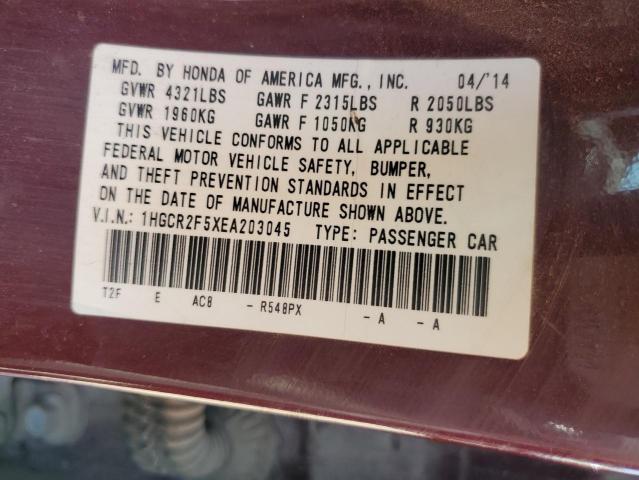 MFD. BY HONDA OF AMERICA MFG., INC. 04/'14
GVWR 4321LBS GAWR F 2315LBS R 2050LBS
GVWR 1960KG GAWR F 1050KG R 930KG
THIS VEHICLE CONFORMS TO ALL APPLICABLE
FEDERAL MOTOR VEHICLE SAFETY, BUMPER,
AND THEFT PREVENTION STANDARDS IN EFFECT
ON THE DATE OF MANUFACTURE SHOWN ABOVE.
V.I.N.: 1HGCR2F5XEA203045 TYPE: PASSENGER CAR
T2F E AC8 - R548PX - A - A